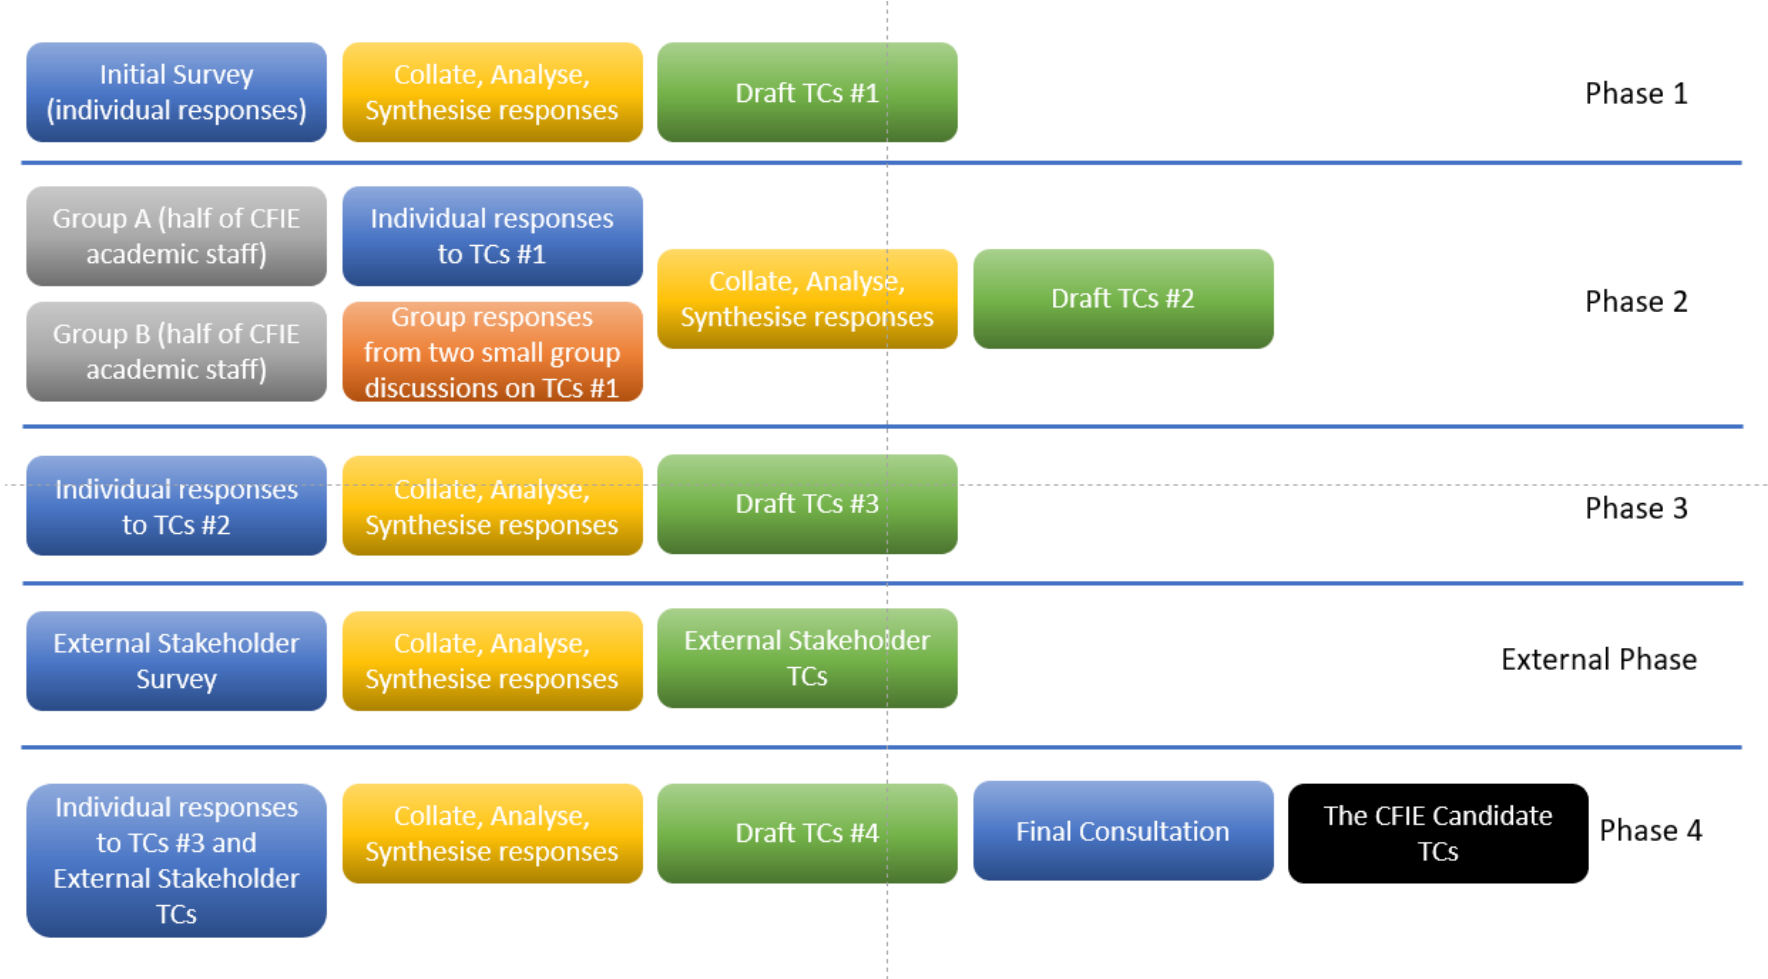 Initial Survey
(individual responses)
Collate, Analyse,
Synthesise responses
Draft TCs #1
Phase 1
Group A (half of CFIE
academic staff)
Individual responses
to TCs #1
Group B (half of CFIE
academic staff)
Group responses
from two small group
discussions on TCs #1
Collate, Analyse,
Synthesise responses
Draft TCs #2
Phase 2
Individual responses
to TCs #2
Collate, Analyse,
Synthesise responses
Draft TCs #3
Phase 3
External Stakeholder
Survey
Collate, Analyse,
Synthesise responses
External Stakeholder
TCs
External Phase
Individual responses
to TCs #3 and
External Stakeholder
TCs
Collate, Analyse,
Synthesise responses
Draft TCs #4
Final Consultation
The CFIE Candidate
TCs
Phase 4